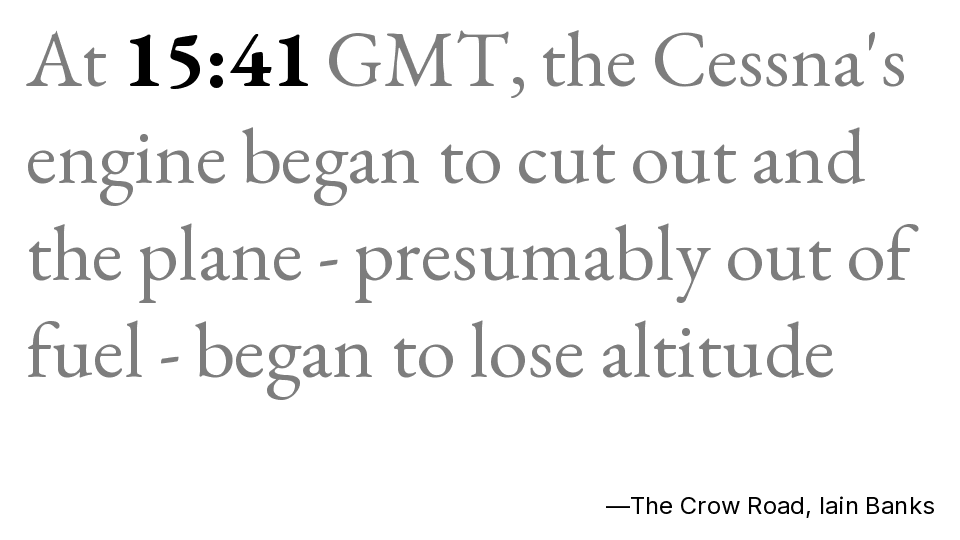 At 15:41 GMT, the Cessna's
engine began to cut out and
the plane - presumably out of
fuel - began to lose altitude
—The Crow Road, Iain Banks